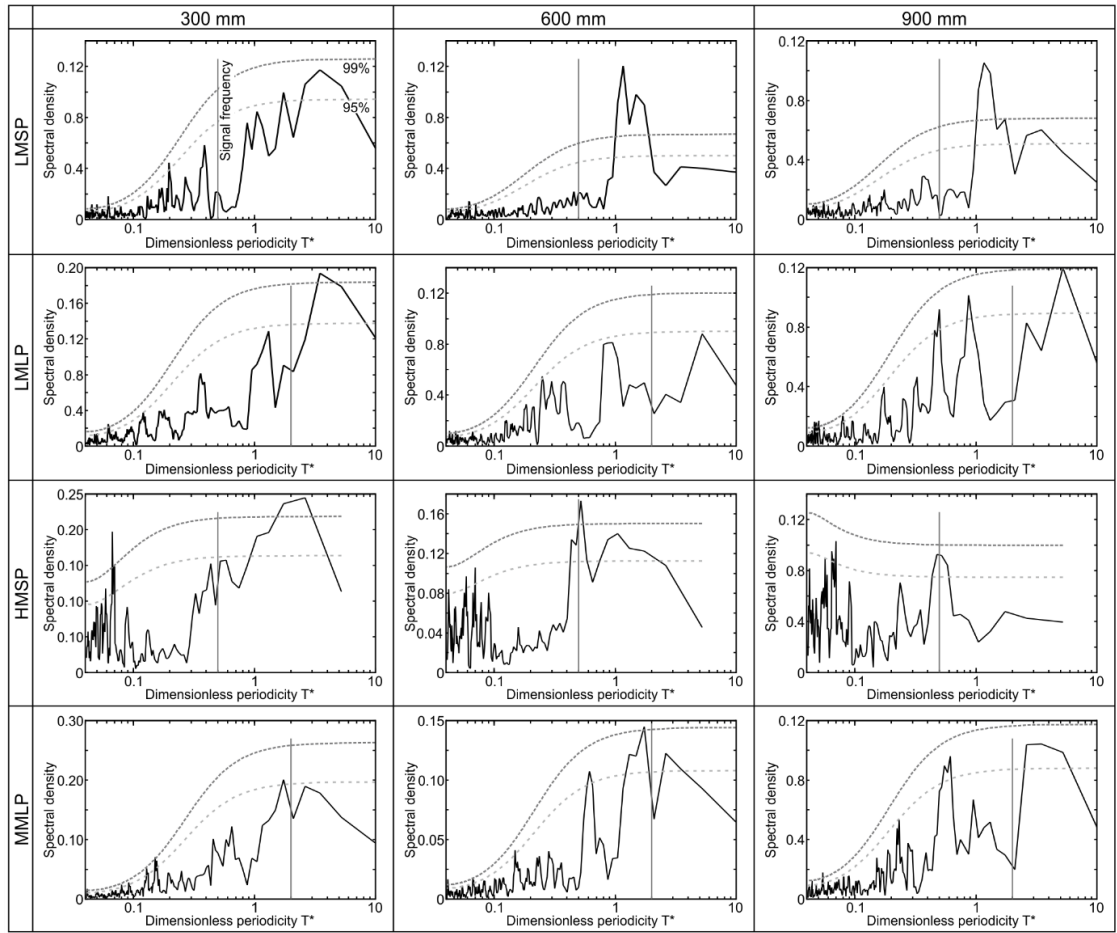 300 mm
600 mm
900 mm
LMSP
Spectral density
0.12
0.8
0.4
0
99%
95%
Signal frequency
0.1 1 10
Dimensionless periodicity T*
Spectral density
0.12
0.8
0.4
0
0.1 1 10
Dimensionless periodicity T*
Spectral density
0.12
0.8
0.4
0
0.1 1 10
Dimensionless periodicity T*
LMLP
Spectral density
0.20
0.16
0.12
0.8
0.4
0
0.1 1 10
Dimensionless periodicity T*
Spectral density
0.12
0.8
0.4
0
0.1 1 10
Dimensionless periodicity T*
Spectral density
0.12
0.8
0.4
0
0.1 1 10
Dimensionless periodicity T*
HMSP
Spectral density
0.25
0.20
0.10
0.10
0.10
0
0.1 1 10
Dimensionless periodicity T*
Spectral density
0.16
0.12
0.08
0.04
0
0.1 1 10
Dimensionless periodicity T*
Spectral density
0.12
0.8
0.4
0
0.1 1 10
Dimensionless periodicity T*
MMLP
Spectral density
0.30
0.20
0.10
0
0.1 1 10
Dimensionless periodicity T*
Spectral density
0.15
0.10
0.05
0
0.1 1 10
Dimensionless periodicity T*
Spectral density
0.12
0.8
0.4
0
0.1 1 10
Dimensionless periodicity T*